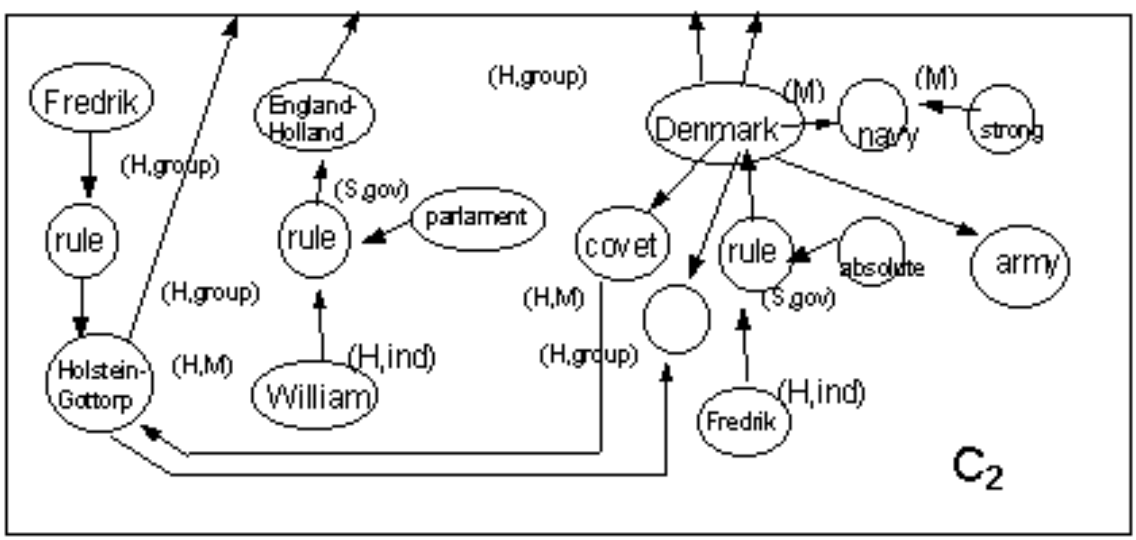 (H,group)
(M)
(M)
Fredrik
England-
Holland
Denmark
navy
strong
(H,group)
(S,gov)
parlament
rule
rule
covet
rule
absolute
army
(H,group)
(H,M)
(S,gov)
(H,M)
(H,ind)
(H,group)
Holstein-
Gottorp
William
Fredrik
(H,ind)
C2